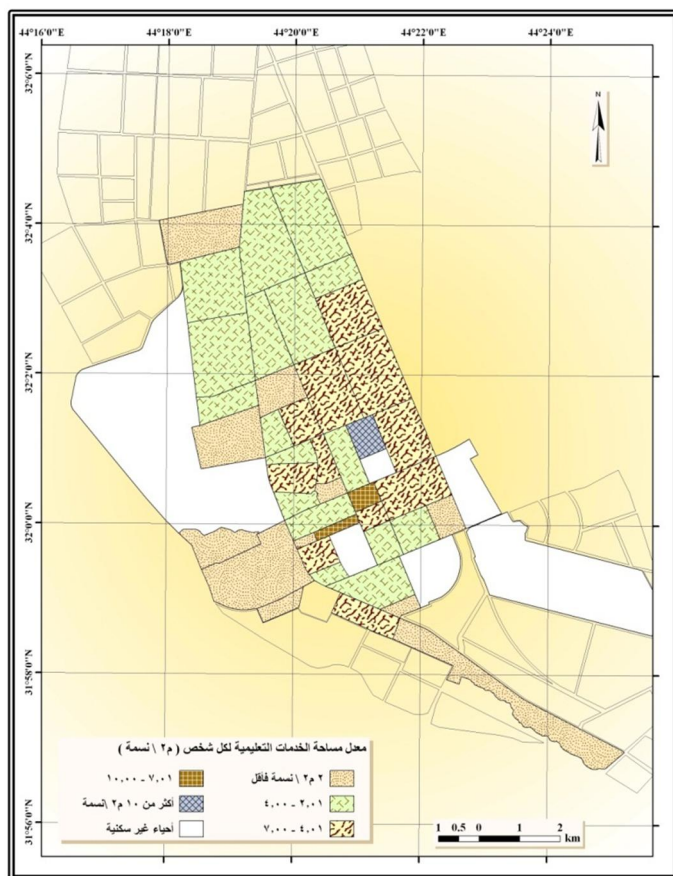 44°16'0"E 44°18'0"E 44°20'0"E 44°22'0"E 44°24'0"E
32°6'0"N
N
32°4'0"N
32°2'0"N
32°0'0"N
31°58'0"N
31°56'0"N
معدل مساحة الخدمات التعليمية لكل شخص ( م٢ \ نسمة )
٢ م٢ \ نسمة فأقل
٢.٠١ - ٤.٠٠
٤.٠١ - ٧.٠٠
٧.٠١ - ١٠.٠٠
أكثر من ١٠ م٢ \نسمة
أحياء غير سكنية
1 0.5 0 1 2
km